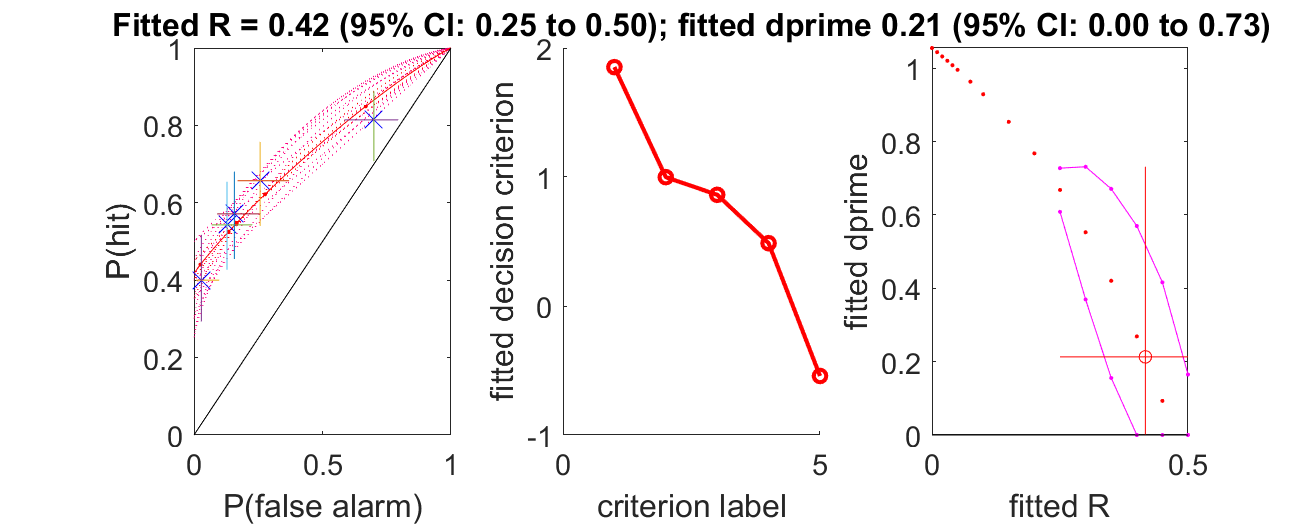 Fitted R = 0.42 (95% CI: 0.25 to 0.50); fitted dprime 0.21 (95% CI: 0.00 to 0.73)
P(hit)
1
0.8
0.6
0.4
0.2
0
0 0.5 1
P(false alarm)
fitted decision criterion
2
1
0
-1
0 5
criterion label
fitted dprime
1
0.8
0.6
0.4
0.2
0
0 0.5
fitted R